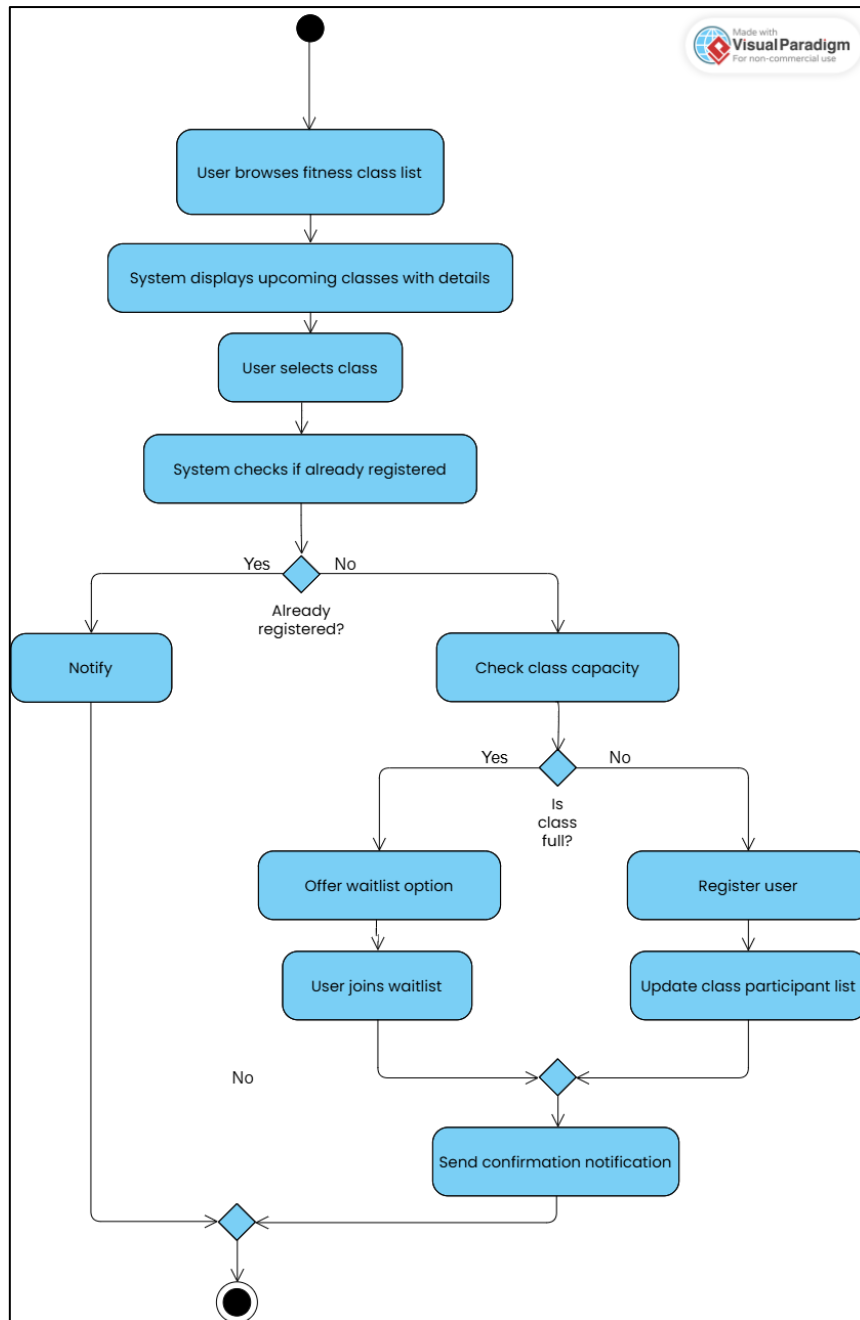 Made with
Visual Paradigm
For non-commercial use
User browses fitness class list
System displays upcoming classes with details
User selects class
System checks if already registered
Yes
No
Already
registered?
Notify
Check class capacity
Yes
No
Is
class
full?
Offer waitlist option
Register user
User joins waitlist
Update class participant list
No
Send confirmation notification